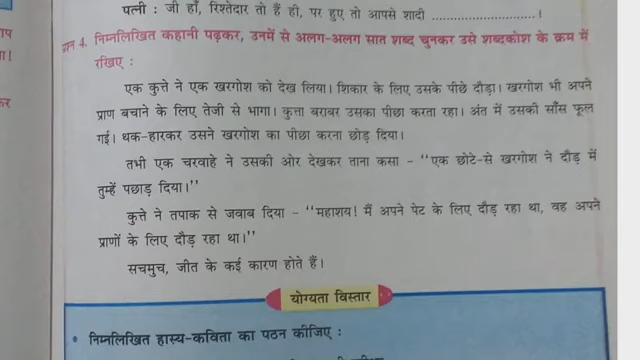 पत्नी : जी हाँ, रिश्तेदार तो हैं ही, पर हुए तो आपसे शादी ............................ !
प्रश्न 4. निम्नलिखित कहानी पढ़कर, उनमें से अलग-अलग सात शब्द चुनकर उसे शब्दकोश के क्रम में
रखिए :
एक कुत्ते ने एक खरगोश को देख लिया। शिकार के लिए उसके पीछे दौड़ा। खरगोश भी अपने
प्राण बचाने के लिए तेजी से भागा। कुत्ता बराबर उसका पीछा करता रहा। अंत में उसकी साँस फूल
गई। थक-हारकर उसने खरगोश का पीछा करना छोड़ दिया।
तभी एक चरवाहे ने उसकी ओर देखकर ताना कसा - "एक छोटे-से खरगोश ने दौड़ में
तुम्हें पछाड़ दिया।"
कुत्ते ने तपाक से जवाब दिया - "महाशय! मैं अपने पेट के लिए दौड़ रहा था, वह अपने
प्राणों के लिए दौड़ रहा था।"
सचमुच, जीत के कई कारण होते हैं।
योग्यता विस्तार
• निम्नलिखित हास्य-कविता का पठन कीजिए :